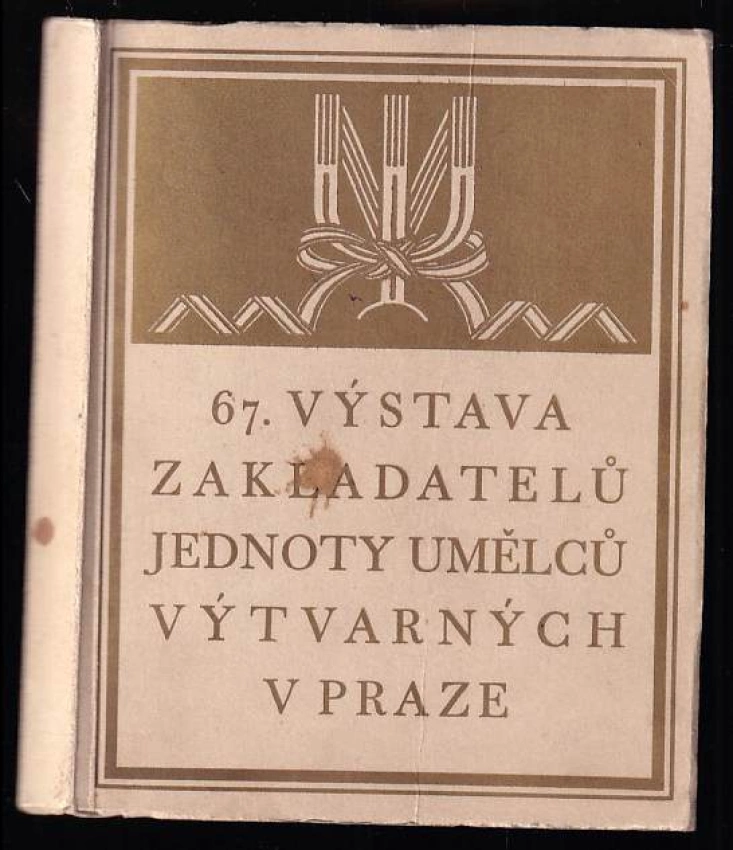 67. VÝSTAVA
ZAKLADATELŮ
JEDNOTY UMĚLCŮ
VÝTVARNÝCH
V PRAZE